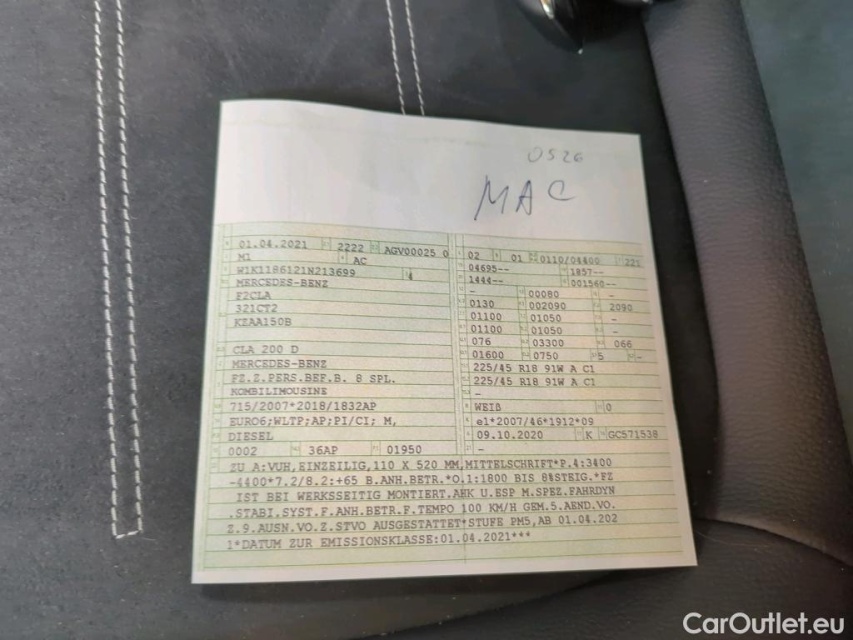 0526
MAC
01.04.2021 2222 AGV00025 0
M1 AC
W1K1186121N213699 4
MERCEDES-BENZ
F2CLA
321CT2
KZAA150B
CLA 200 D
MERCEDES-BENZ
FZ.Z.PERS.BEF.B. 8 SPL.
KOMBILIMOUSINE
715/2007*2018/1832AP
EURO6;WLTP;AP;PI/CI; M,
DIESEL
0002 36AP 01950
02 01 0110/04400 221
04695-- 1857--
1444-- 001560--
- 00080 -
0130 002090 2090
01100 01050 -
01100 01050 -
076 03300 066
01600 0750 5 -
225/45 R18 91W A C1
225/45 R18 91W A C1
-
WEIß 0
e1*2007/46*1912*09
09.10.2020 K GC571538
-
ZU A:VUH,EINZEILIG,110 X 520 MM,MITTELSCHRIFT*P.4:3400
-4400*7.2/8.2:+65 B.ANH.BETR.*O.1:1800 BIS 8%STEIG.*FZ
IST BEI WERKSSEITIG MONTIERT.AHK U.ESP M.SPEZ.FAHRDYN
.STABI.SYST.F.ANH.BETR.F.TEMPO 100 KM/H GEM.5.AEND.VO.
Z.9.AUSN.VO.Z.STVO AUSGESTATTET*STUFE PM5,AB 01.04.202
1*DATUM ZUR EMISSIONSKLASSE:01.04.2021***
CarOutlet.eu